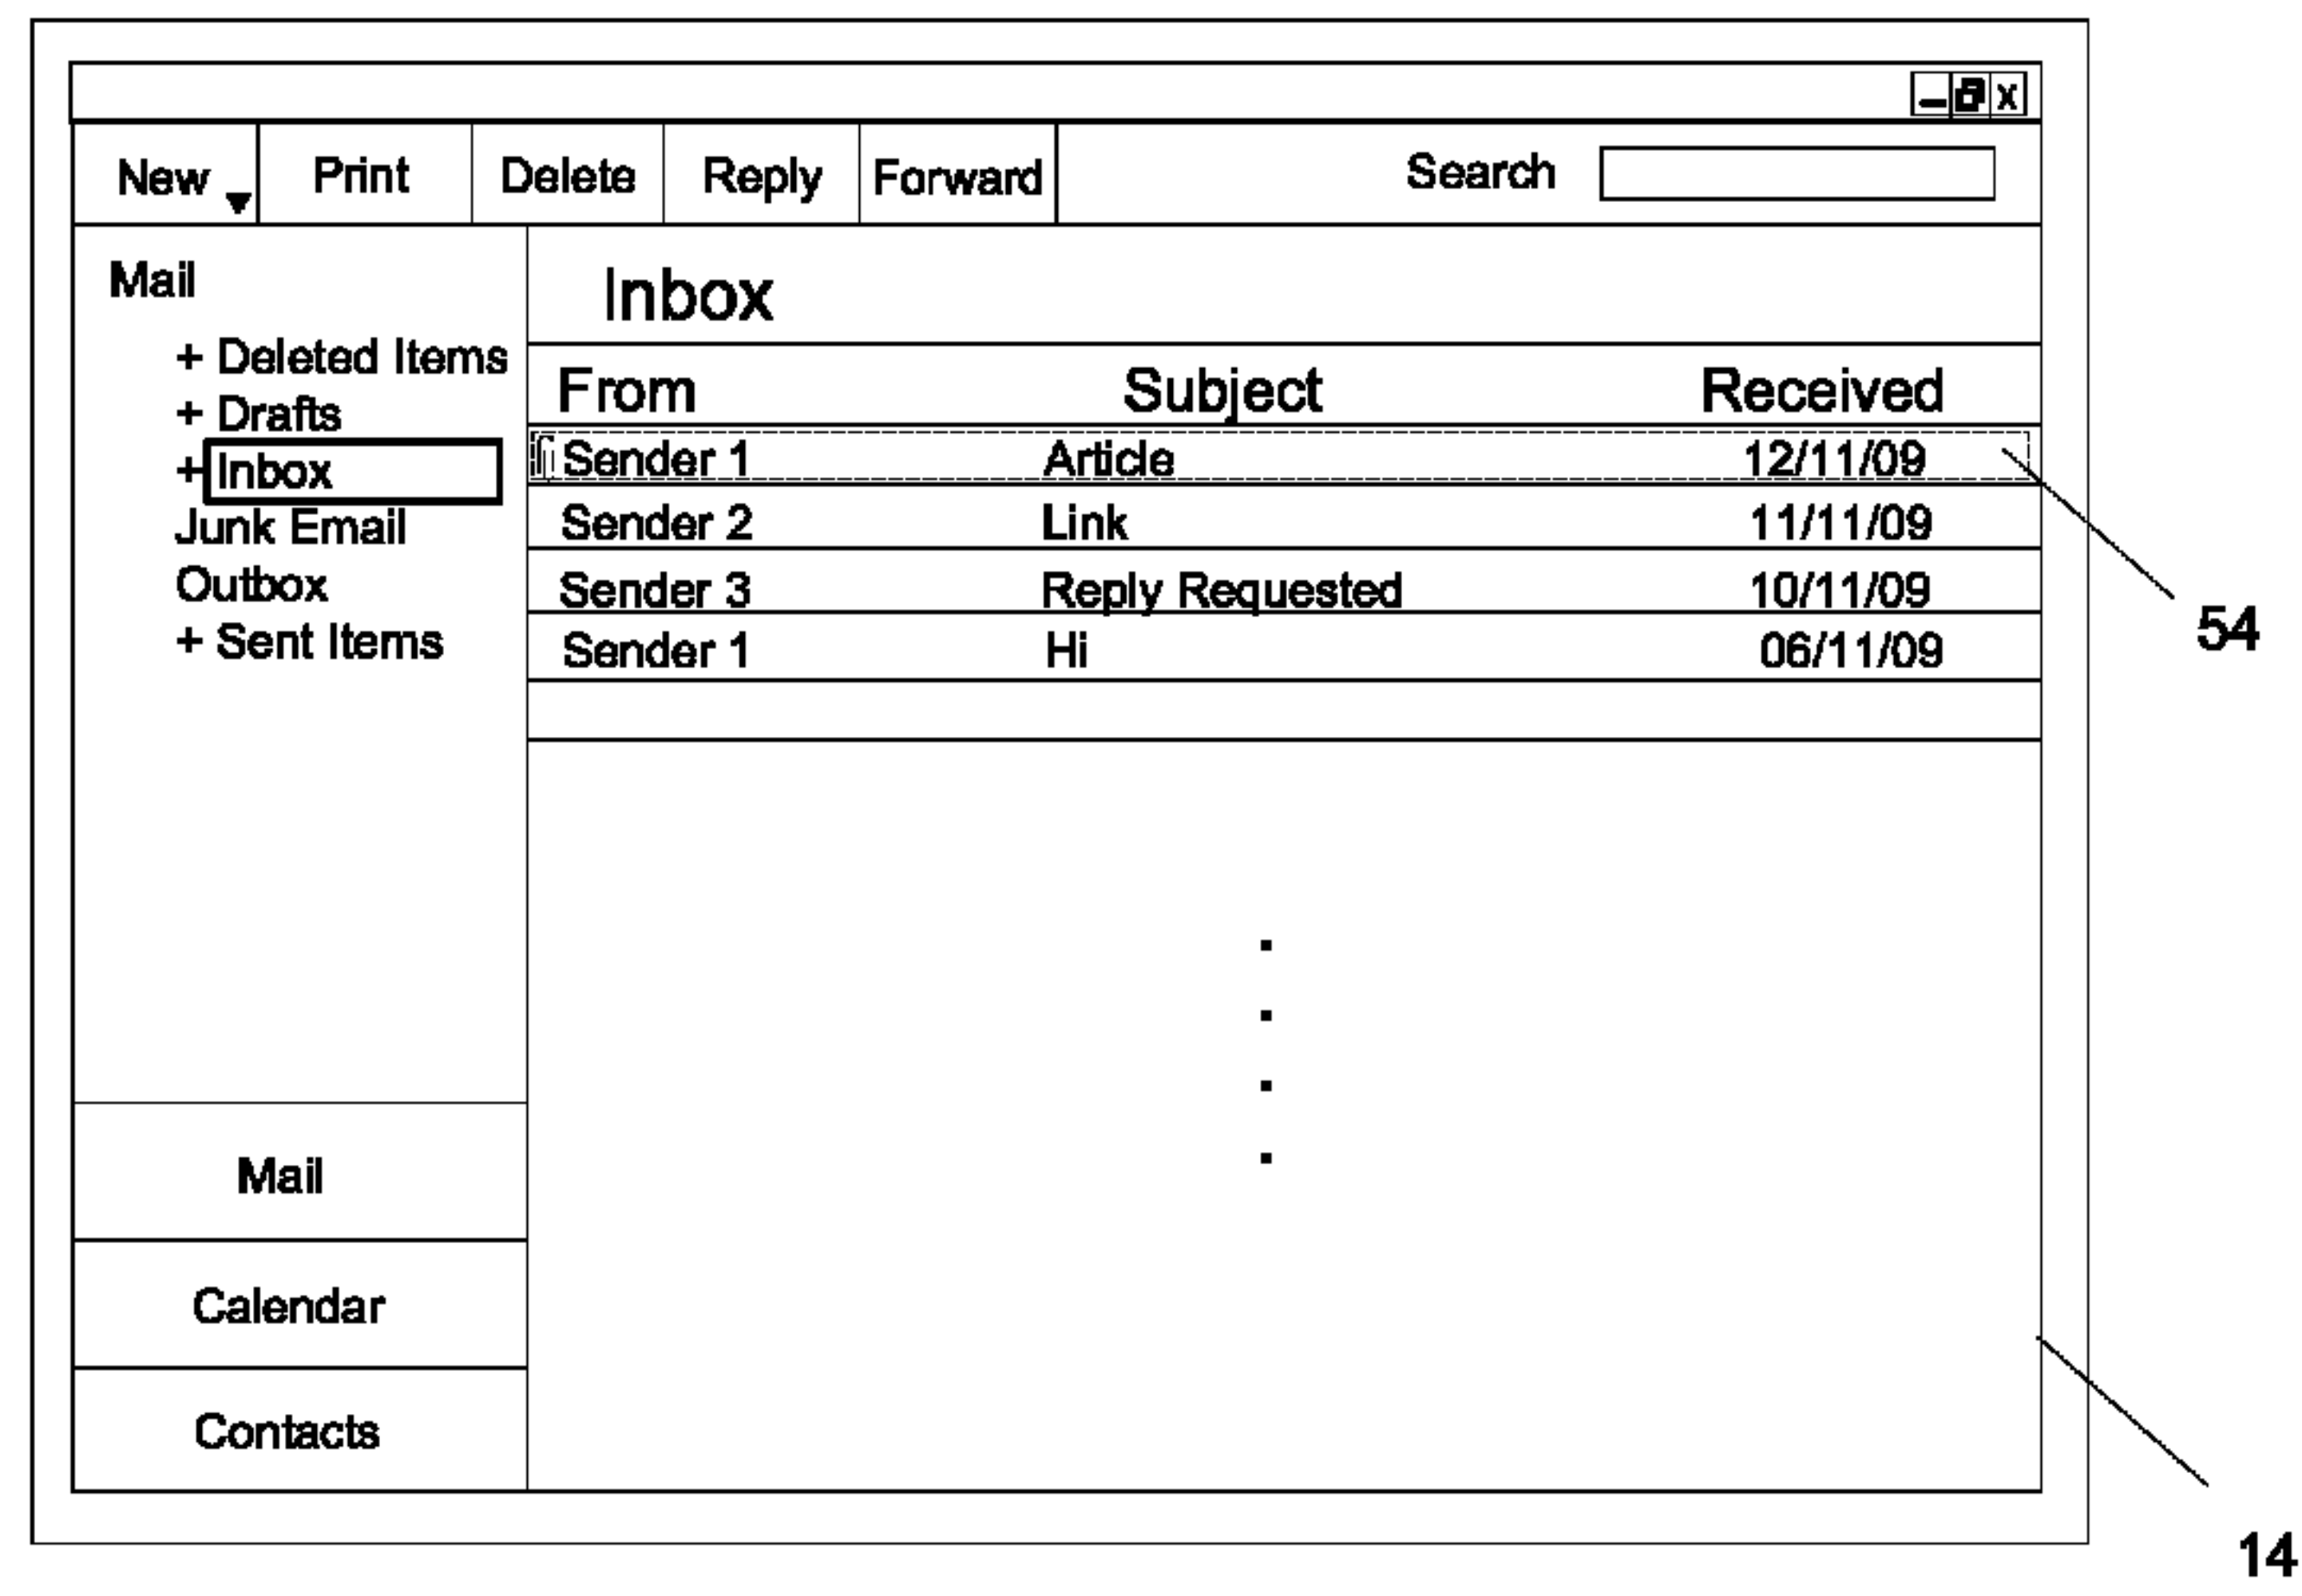 x
New Print Delete Reply Forward Search
Mail
+ Deleted Items
+ Drafts
+ Inbox
Junk Email
Outbox
+ Sent Items
Inbox
From Subject Received
Sender 1 Article 12/11/09
Sender 2 Link 11/11/09
Sender 3 Reply Requested 10/11/09
Sender 1 Hi 06/11/09
54
Mail
Calendar
Contacts
14